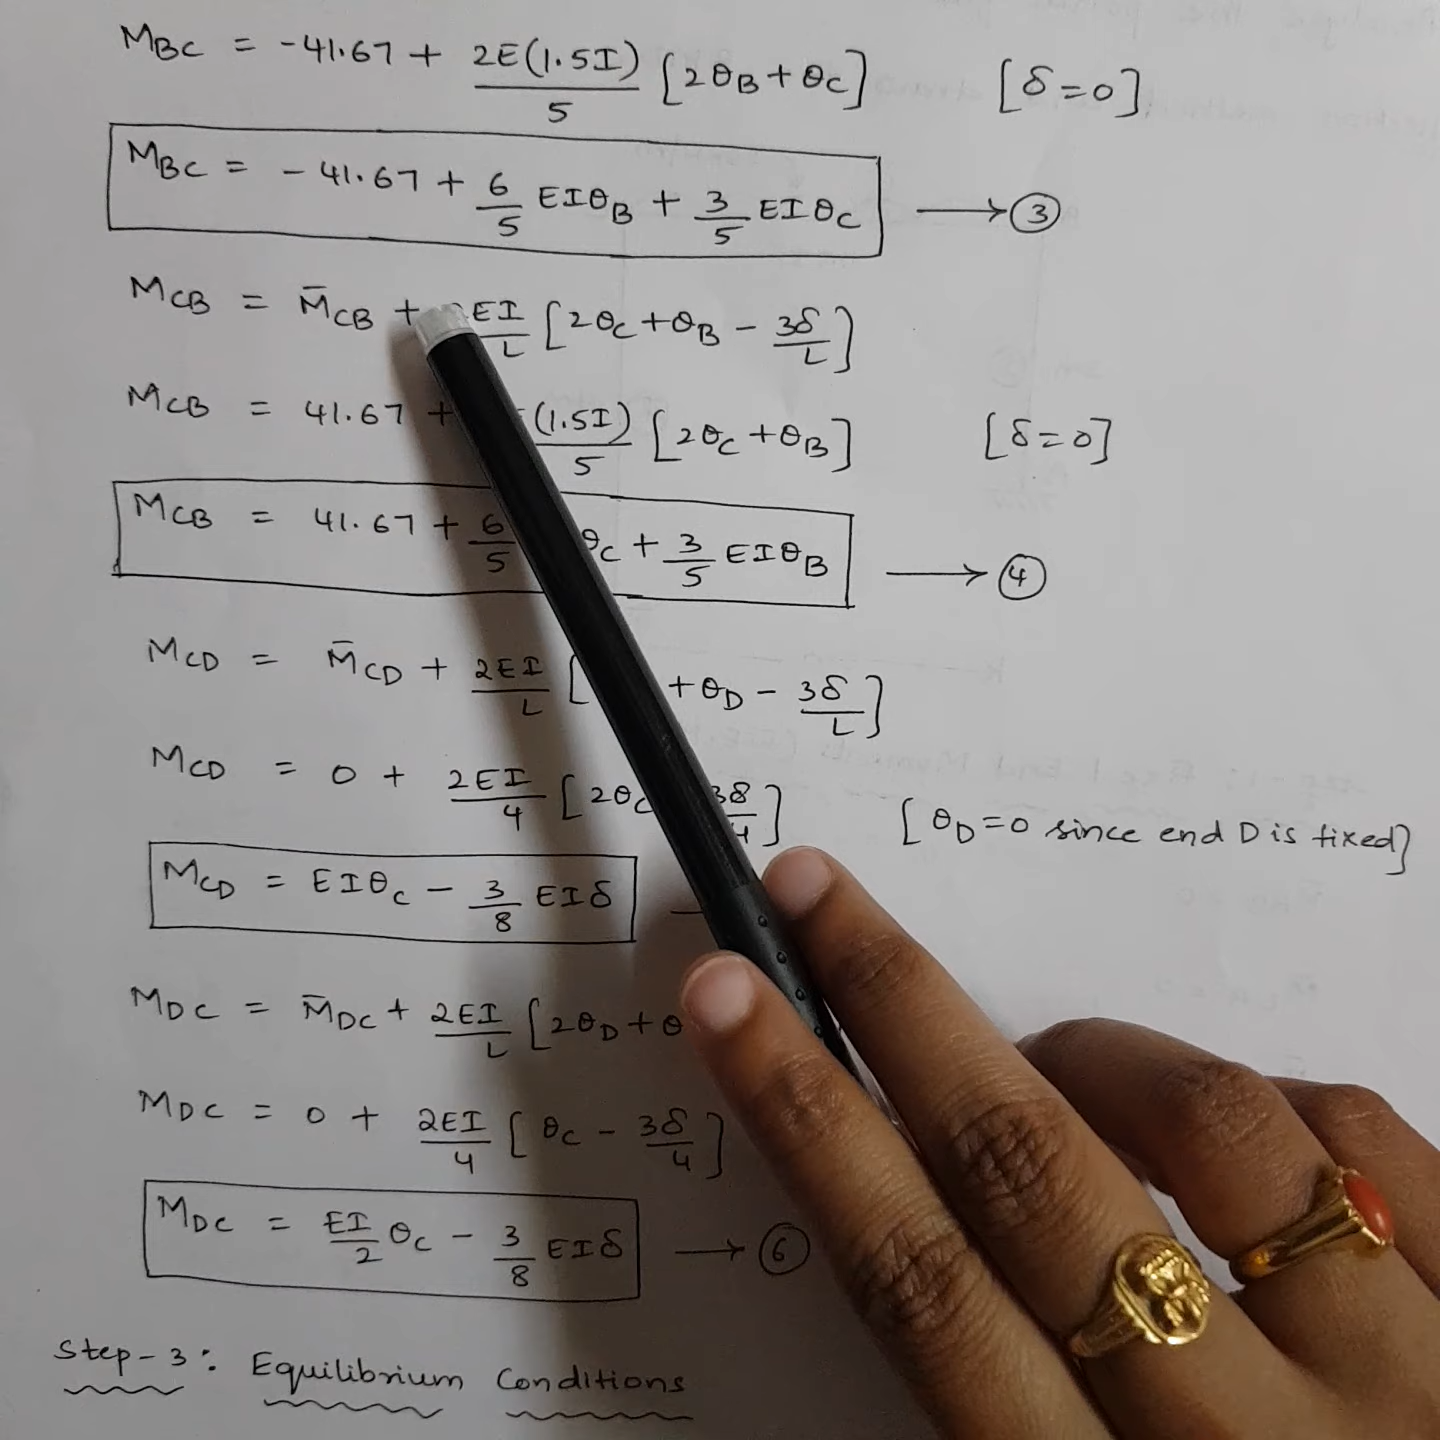 MBC = -41.67 + 2E(1.5I)/5 [2θB + θC] [δ=0]
MBC = -41.67 + 6/5 EIθB + 3/5 EIθC → ③
MCB = M̄CB + 2EI/L [2θC + θB - 3δ/L]
MCB = 41.67 + (1.5I)/5 [2θC + θB] [δ=0]
MCB = 41.67 + 6/5 θC + 3/5 EIθB → ④
MCD = M̄CD + 2EI/L [ + θD - 3δ/L]
MCD = 0 + 2EI/4 [2θC 3δ/4] [θD=0 since end D is fixed]
MCD = EIθC - 3/8 EIδ
MDC = M̄DC + 2EI/L [2θD + θ
MDC = 0 + 2EI/4 [θC - 3δ/4]
MDC = EI/2 θC - 3/8 EIδ → ⑥
Step-3: Equilibrium Conditions